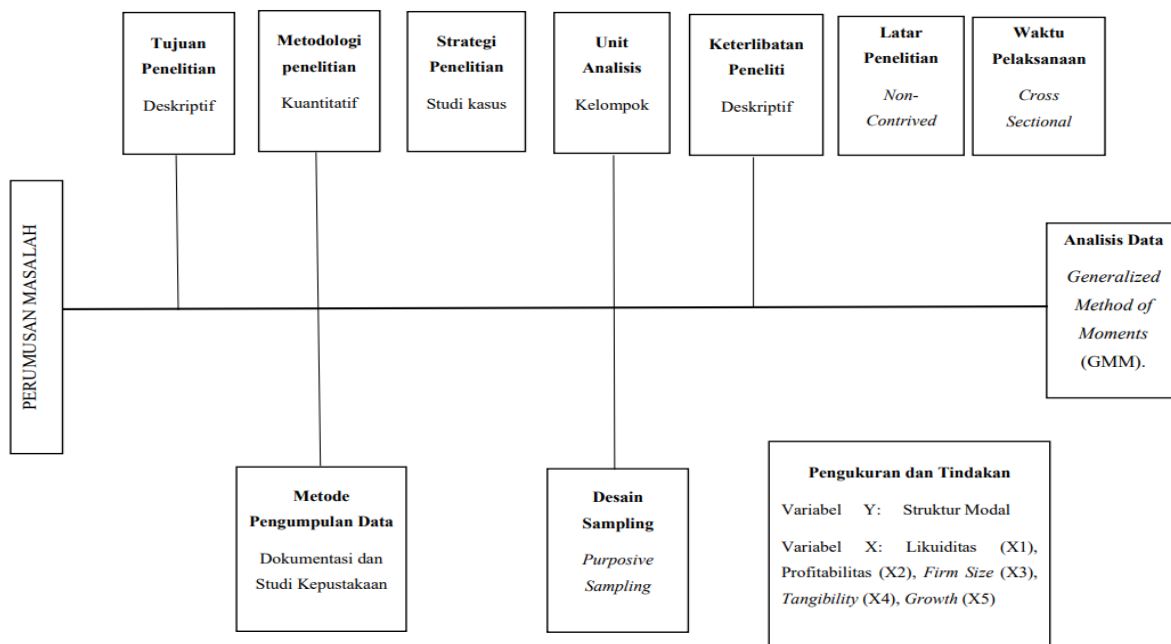 Tujuan
Penelitian
Deskriptif
Metodologi
penelitian
Kuantitatif
Strategi
Penelitian
Studi kasus
Unit
Analisis
Kelompok
Keterlibatan
Peneliti
Deskriptif
Latar
Penelitian
Non-
Contrived
Waktu
Pelaksanaan
Cross
Sectional
PERUMUSAN MASALAH
Analisis Data
Generalized
Method of
Moments
(GMM).
Metode
Pengumpulan Data
Dokumentasi dan
Studi Kepustakaan
Desain
Sampling
Purposive
Sampling
Pengukuran dan Tindakan
Variabel Y: Struktur Modal
Variabel X: Likuiditas (X1),
Profitabilitas (X2), Firm Size (X3),
Tangibility (X4), Growth (X5)